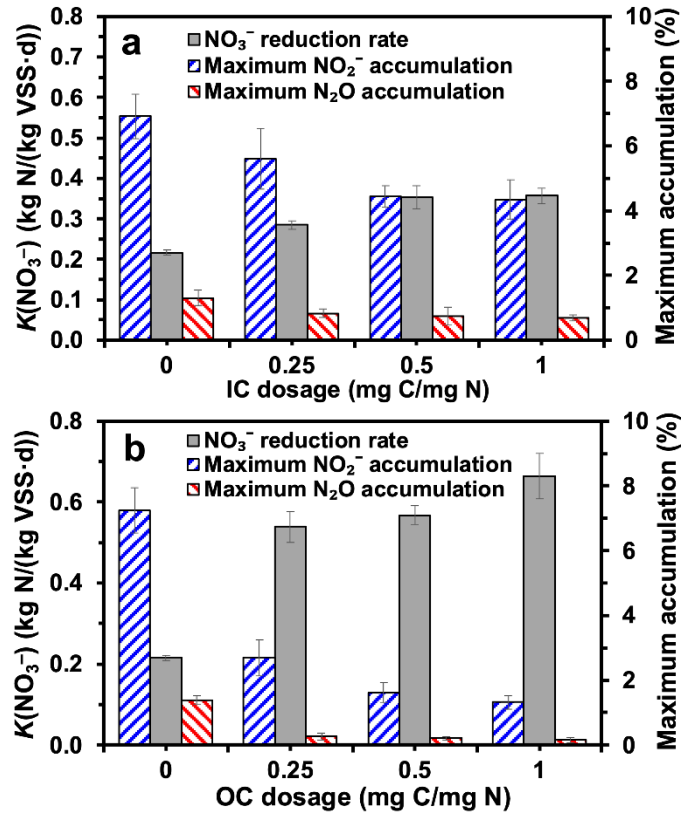 a
NO₃⁻ reduction rate
Maximum NO₂⁻ accumulation
Maximum N₂O accumulation
K(NO₃⁻) (kg N/(kg VSS·d))
0.8
0.7
0.6
0.5
0.4
0.3
0.2
0.1
0.0
10
8
6
4
2
0
Maximum accumulation (%)
0 0.25 0.5 1
IC dosage (mg C/mg N)
b
NO₃⁻ reduction rate
Maximum NO₂⁻ accumulation
Maximum N₂O accumulation
K(NO₃⁻) (kg N/(kg VSS·d))
0.8
0.6
0.4
0.2
0.0
10
8
6
4
2
0
Maximum accumulation (%)
0 0.25 0.5 1
OC dosage (mg C/mg N)